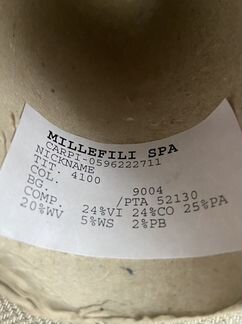 MILLEFILI SPA
CARPI-0596222711
NICKNAME
TIT. 4100
COL. 9004
BG. /PTA 52130
COMP. 24%VI 24%CO 25%PA
20%WV 5%WS 2%PB